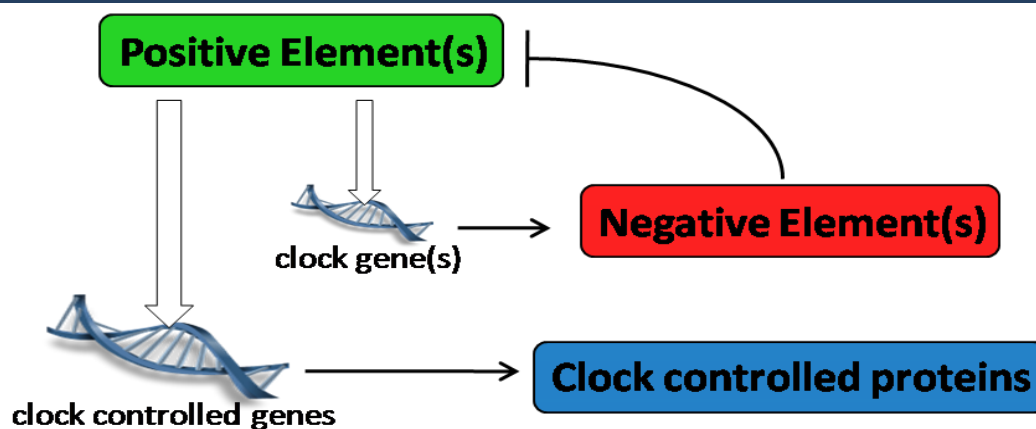 Positive Element(s)
clock gene(s)
Negative Element(s)
clock controlled genes
Clock controlled proteins